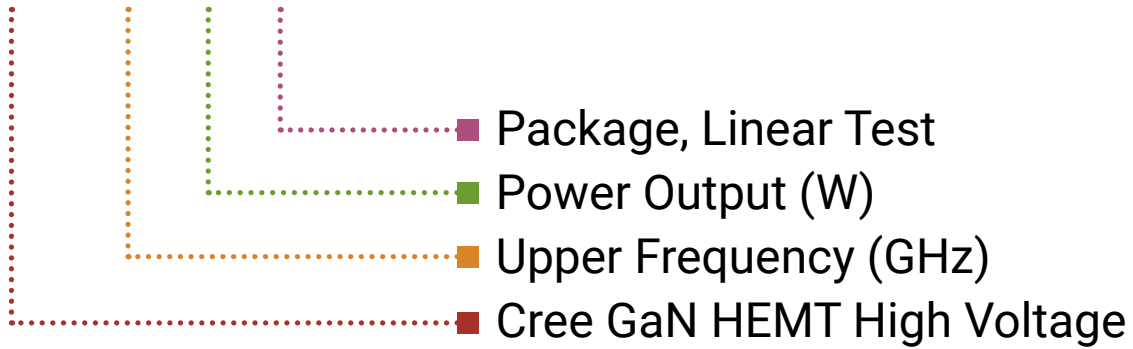 Package, Linear Test
Power Output (W)
Upper Frequency (GHz)
Cree GaN HEMT High Voltage